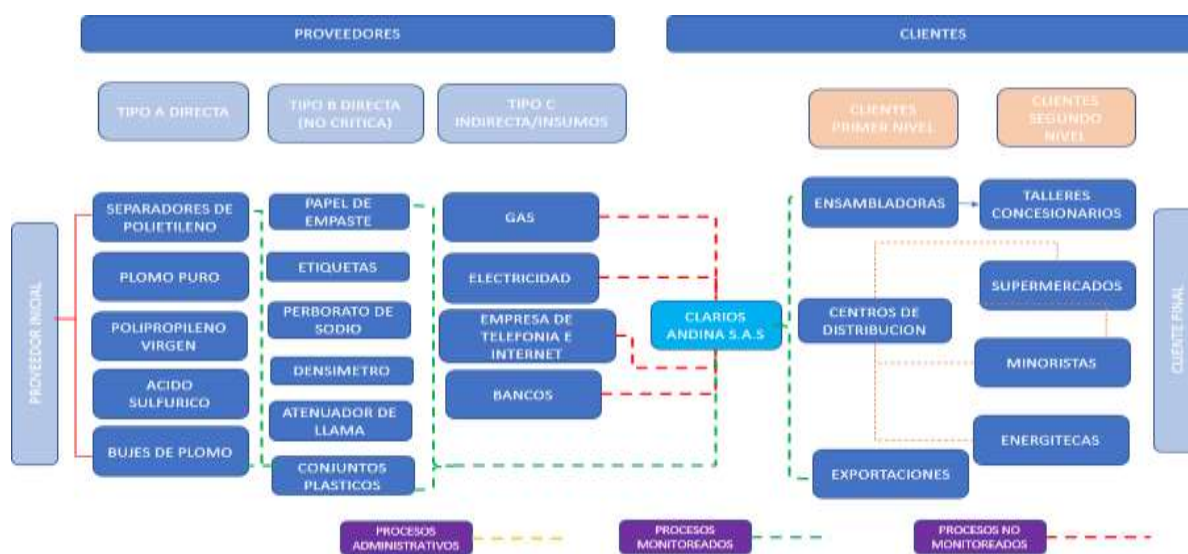 PROVEEDORES
CLIENTES
TIPO A DIRECTA
TIPO B DIRECTA
(NO CRITICA)
TIPO C
INDIRECTA/INSUMOS
CLIENTES
PRIMER NIVEL
CLIENTES
SEGUNDO
NIVEL
PROVEEDOR INICIAL
SEPARADORES DE
POLIETILENO
PLOMO PURO
POLIPROPILENO
VIRGEN
ACIDO
SULFURICO
BUJES DE PLOMO
PAPEL DE
EMPASTE
ETIQUETAS
PERBORATO DE
SODIO
DENSIMETRO
ATENUADOR DE
LLAMA
CONJUNTOS
PLASTICOS
GAS
ELECTRICIDAD
EMPRESA DE
TELEFONIA E
INTERNET
BANCOS
CLARIOS
ANDINA S.A.S
ENSAMBLADORAS
CENTROS DE
DISTRIBUCION
EXPORTACIONES
TALLERES
CONCESIONARIOS
SUPERMERCADOS
MINORISTAS
ENERGITECAS
CLIENTE FINAL
PROCESOS
ADMINISTRATIVOS
PROCESOS
MONITOREADOS
PROCESOS NO
MONITOREADOS